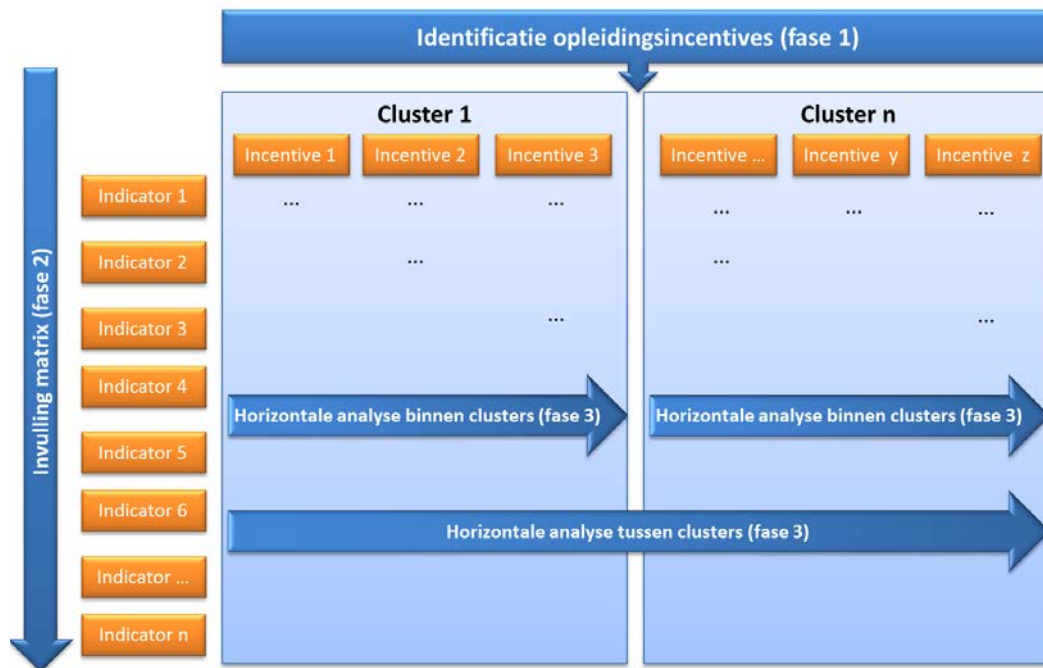 Identificatie opleidingsincentives (fase 1)
Invulling matrix (fase 2)
Cluster 1
Cluster n
Incentive 1
Incentive 2
Incentive 3
Incentive ...
Incentive y
Incentive z
Indicator 1
... ... ... ... ... ...
Indicator 2
... ...
Indicator 3
... ...
Indicator 4
Horizontale analyse binnen clusters (fase 3)
Horizontale analyse binnen clusters (fase 3)
Indicator 5
Indicator 6
Horizontale analyse tussen clusters (fase 3)
Indicator ...
Indicator n